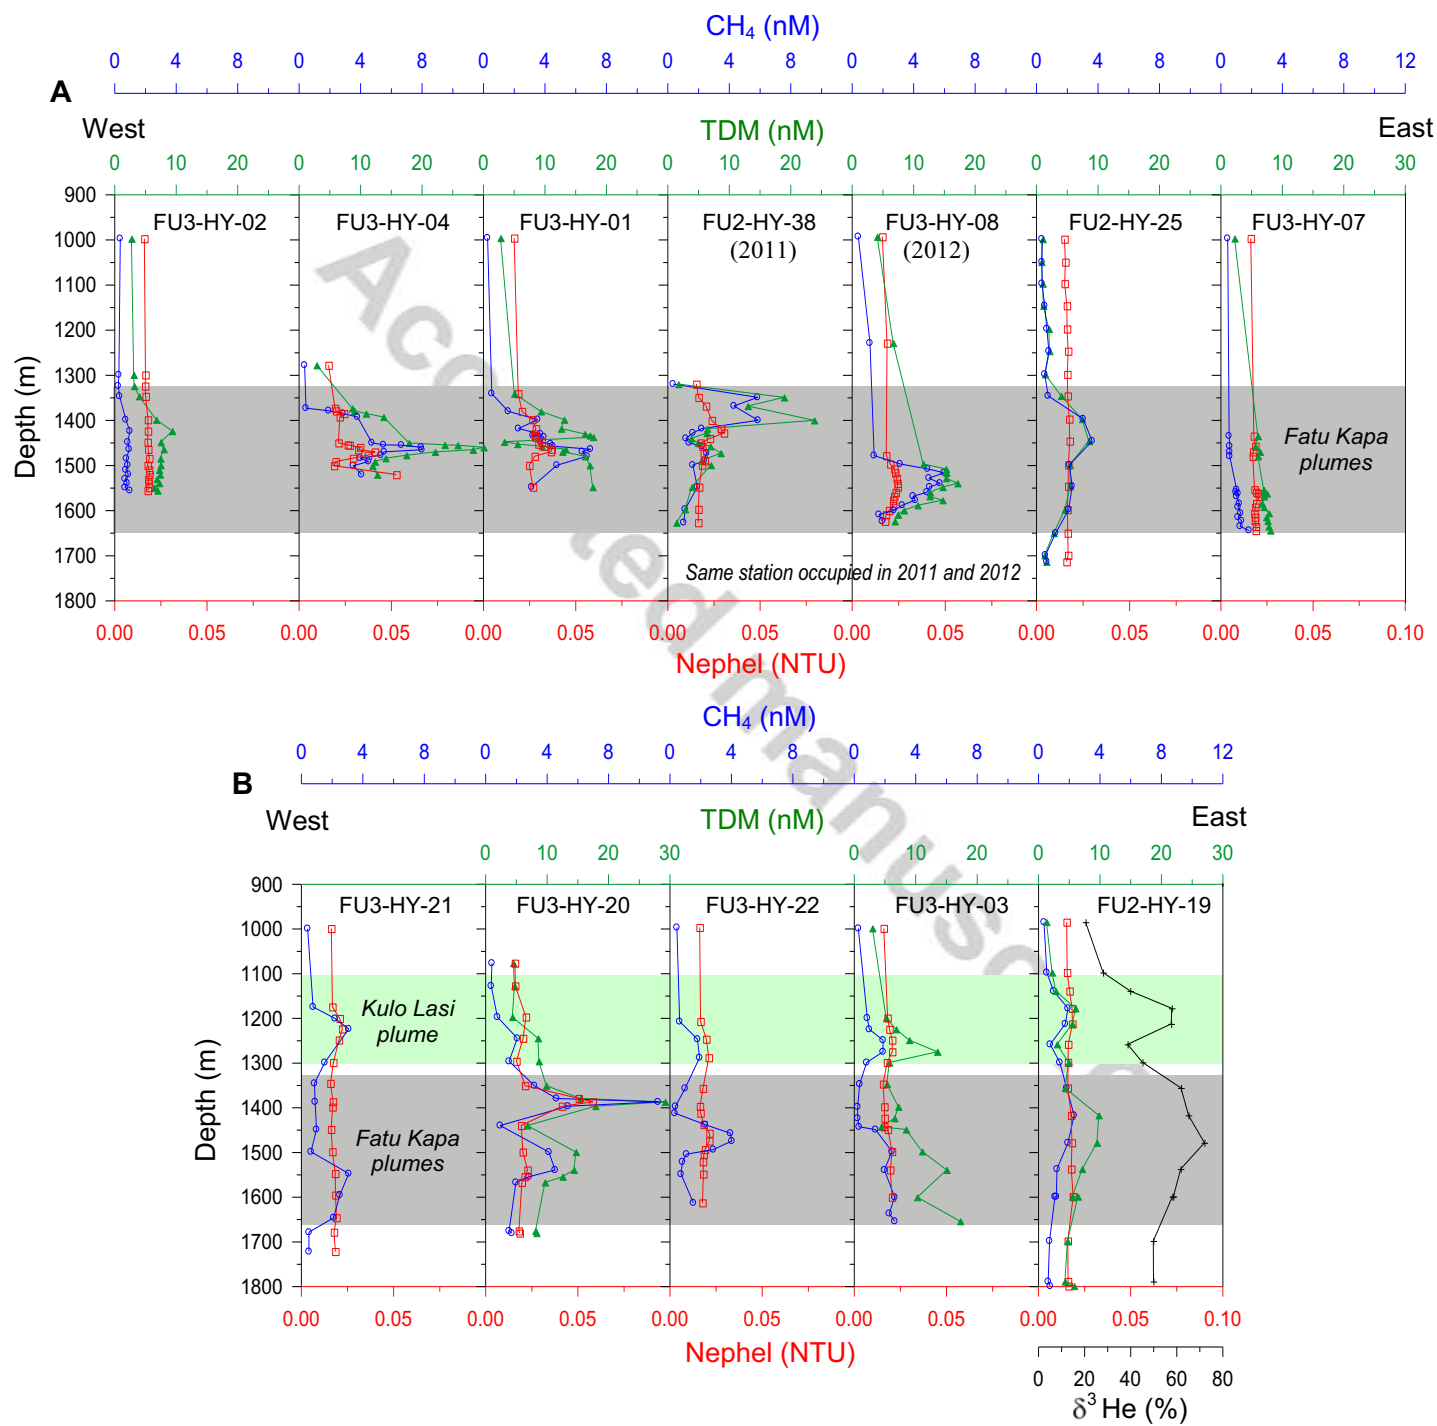 CH₄ (nM)
0 4 8 0 4 8 0 4 8 0 4 8 0 4 8 0 4 8 0 4 8 12
A
West
TDM (nM)
East
0 10 20 0 10 20 0 10 20 0 10 20 0 10 20 0 10 20 0 10 20 30
900
FU3-HY-02 FU3-HY-04 FU3-HY-01 FU2-HY-38 FU3-HY-08 FU2-HY-25 FU3-HY-07
(2011) (2012)
1000
1100
1200
1300
1400
1500
1600
1700
1800
Depth (m)
Fatu Kapa
plumes
Same station occupied in 2011 and 2012
0.00 0.05 0.00 0.05 0.00 0.05 0.00 0.05 0.00 0.05 0.00 0.05 0.00 0.05 0.10
Nephel (NTU)
Accepted manuscript
CH₄ (nM)
0 4 8 0 4 8 0 4 8 0 4 8 0 4 8 12
B
West
TDM (nM)
East
0 10 20 30 0 10 20 0 10 20 30
900
FU3-HY-21 FU3-HY-20 FU3-HY-22 FU3-HY-03 FU2-HY-19
1000
1100
1200
1300
1400
1500
1600
1700
1800
Depth (m)
Kulo Lasi
plume
Fatu Kapa
plumes
0.00 0.05 0.00 0.05 0.00 0.05 0.00 0.05 0.00 0.05 0.10
Nephel (NTU)
0 20 40 60 80
δ³ He (%)